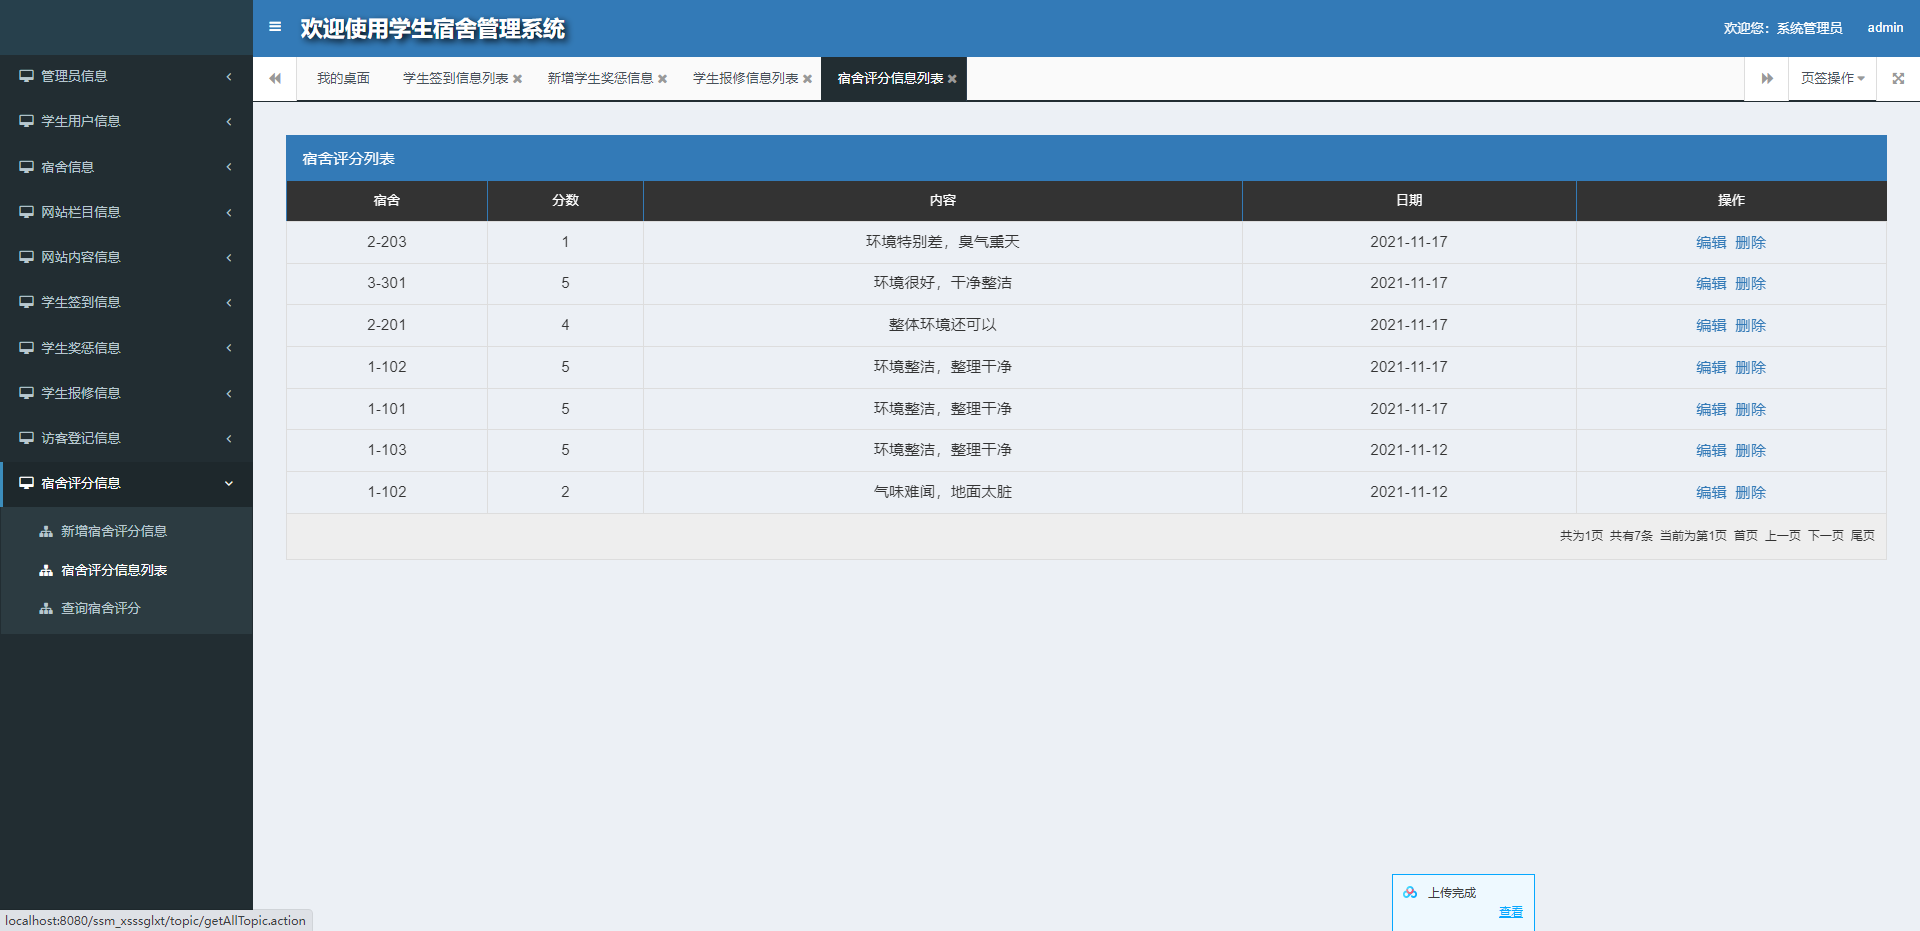 欢迎使用学生宿舍管理系统
欢迎您：系统管理员 admin
我的桌面 学生签到信息列表 新增学生奖惩信息 学生报修信息列表 宿舍评分信息列表 页签操作
管理员信息
学生用户信息
宿舍信息
网站栏目信息
网站内容信息
学生签到信息
学生奖惩信息
学生报修信息
访客登记信息
宿舍评分信息
新增宿舍评分信息
宿舍评分信息列表
查询宿舍评分
宿舍评分列表
宿舍 分数 内容 日期 操作
2-203 1 环境特别差，臭气熏天 2021-11-17 编辑 删除
3-301 5 环境很好，干净整洁 2021-11-17 编辑 删除
2-201 4 整体环境还可以 2021-11-17 编辑 删除
1-102 5 环境整洁，整理干净 2021-11-17 编辑 删除
1-101 5 环境整洁，整理干净 2021-11-17 编辑 删除
1-103 5 环境整洁，整理干净 2021-11-12 编辑 删除
1-102 2 气味难闻，地面太脏 2021-11-12 编辑 删除
共为1页 共有7条 当前为第1页 首页 上一页 下一页 尾页
上传完成
查看
localhost:8080/ssm_xsssglxt/topic/getAllTopic.action